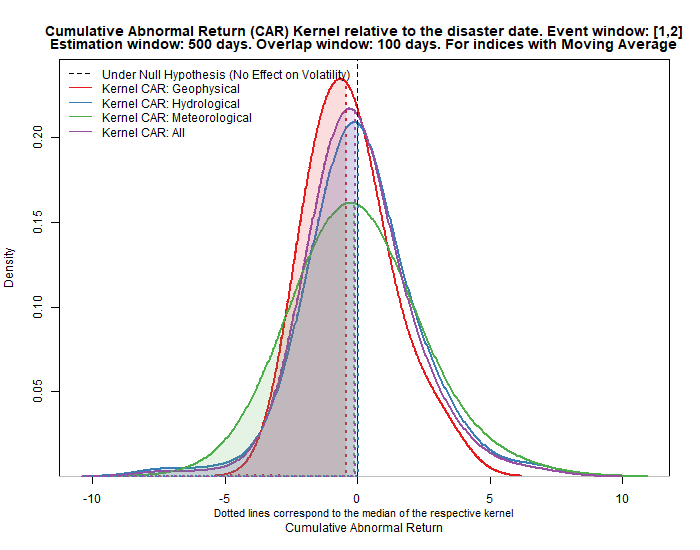 Cumulative Abnormal Return (CAR) Kernel relative to the disaster date. Event window: [1,2]
Estimation window: 500 days. Overlap window: 100 days. For indices with Moving Average
Under Null Hypothesis (No Effect on Volatility)
Kernel CAR: Geophysical
Kernel CAR: Hydrological
Kernel CAR: Meteorological
Kernel CAR: All
Density
0.20
0.15
0.10
0.05
-10 -5 0 5 10
Dotted lines correspond to the median of the respective kernel
Cumulative Abnormal Return